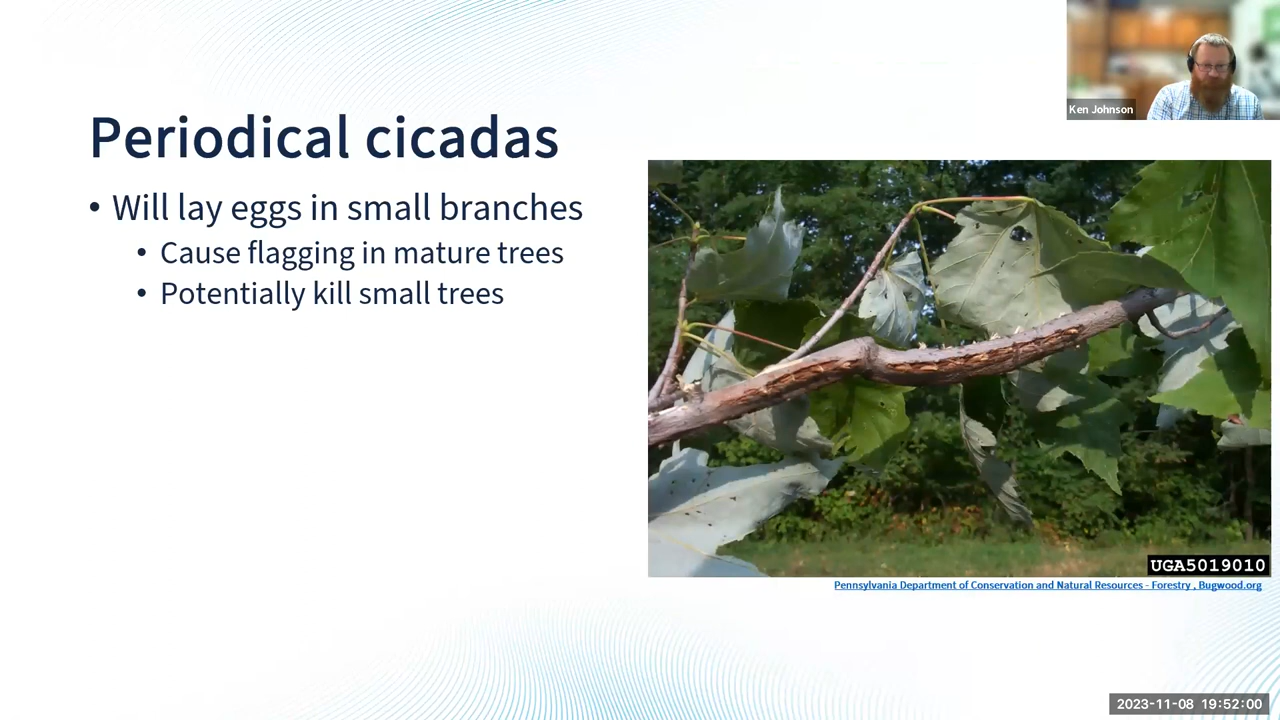 Ken Johnson
Periodical cicadas
• Will lay eggs in small branches
• Cause flagging in mature trees
• Potentially kill small trees
UGA5019010
Pennsylvania Department of Conservation and Natural Resources - Forestry , Bugwood.org
2023-11-08 19:52:00